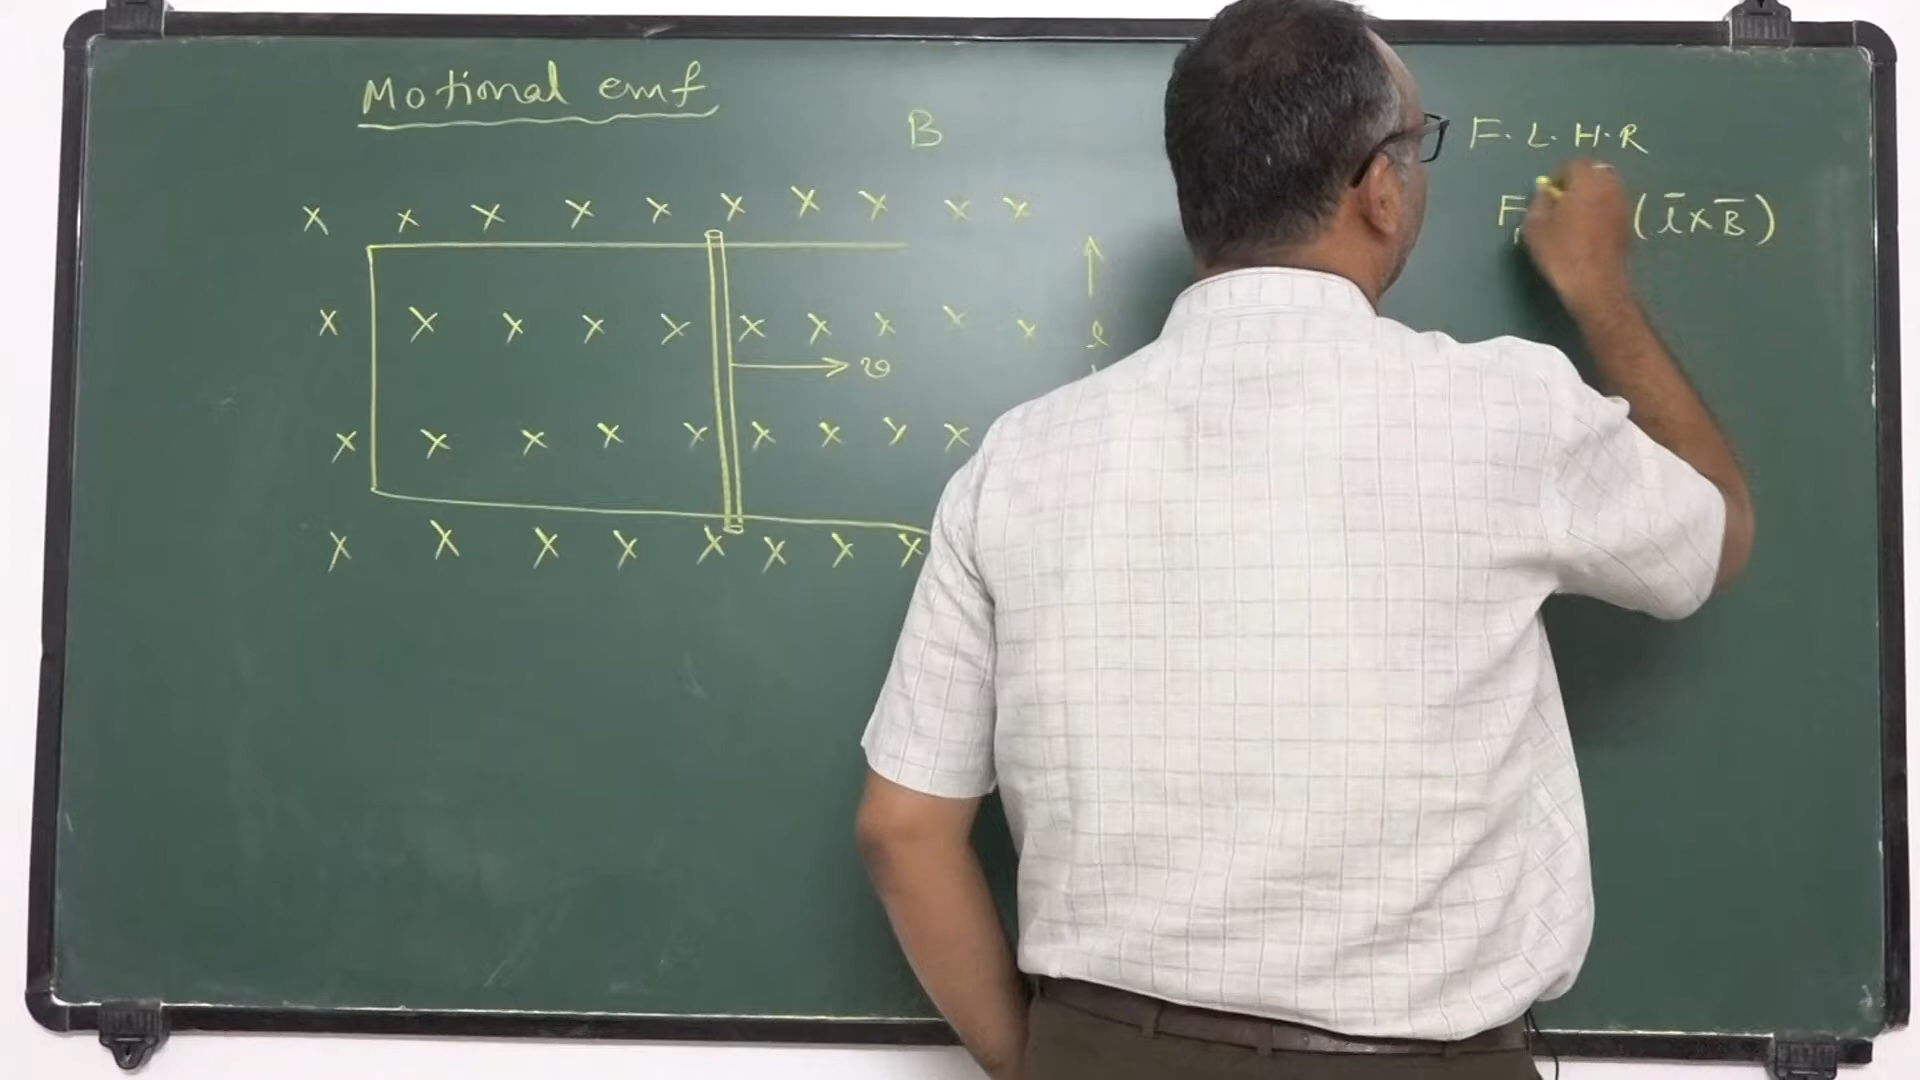 Motional emf
B
F. L. H. R
F (l̄ x B̄)
x x x x x x x x x x
x x x x x x x x x x
l
v
x x x x x x x x x
x x x x x x x x